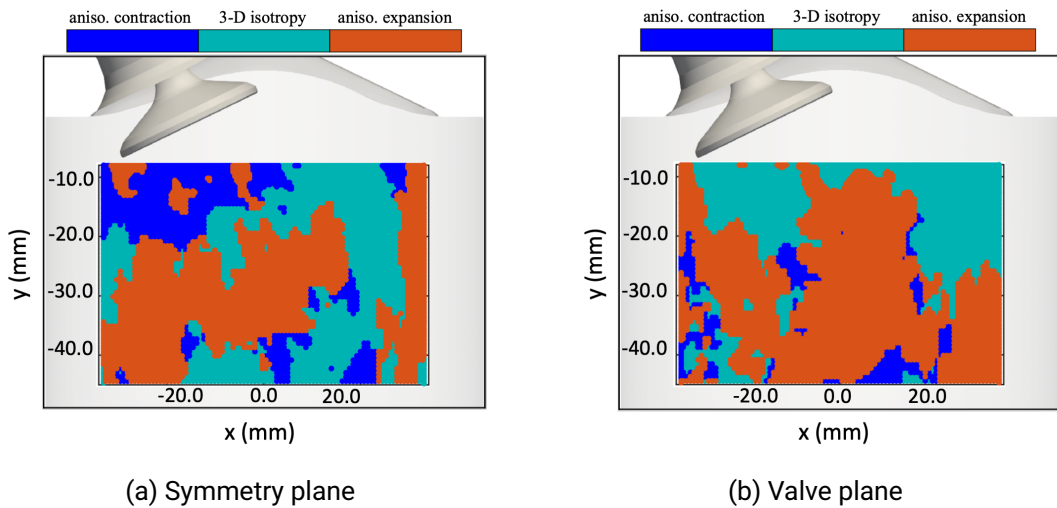 aniso. contraction 3-D isotropy aniso. expansion
-10.0
-20.0
-30.0
-40.0
y (mm)
-20.0 0.0 20.0
x (mm)
(a) Symmetry plane
aniso. contraction 3-D isotropy aniso. expansion
-10.0
-20.0
-30.0
-40.0
y (mm)
-20.0 0.0 20.0
x (mm)
(b) Valve plane